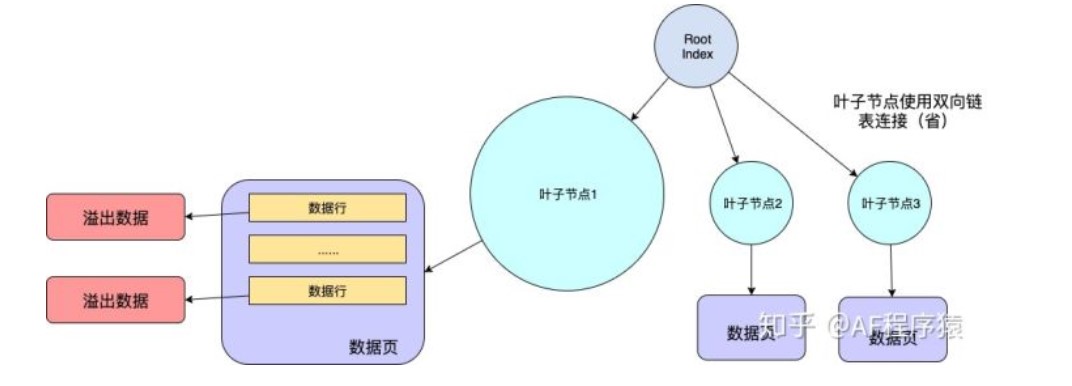 Root
Index
叶子节点使用双向链
表连接（省）
叶子节点1
叶子节点2
叶子节点3
溢出数据
数据行
......
溢出数据
数据行
数据页
数据页
数据页
知乎 @AF程序猿